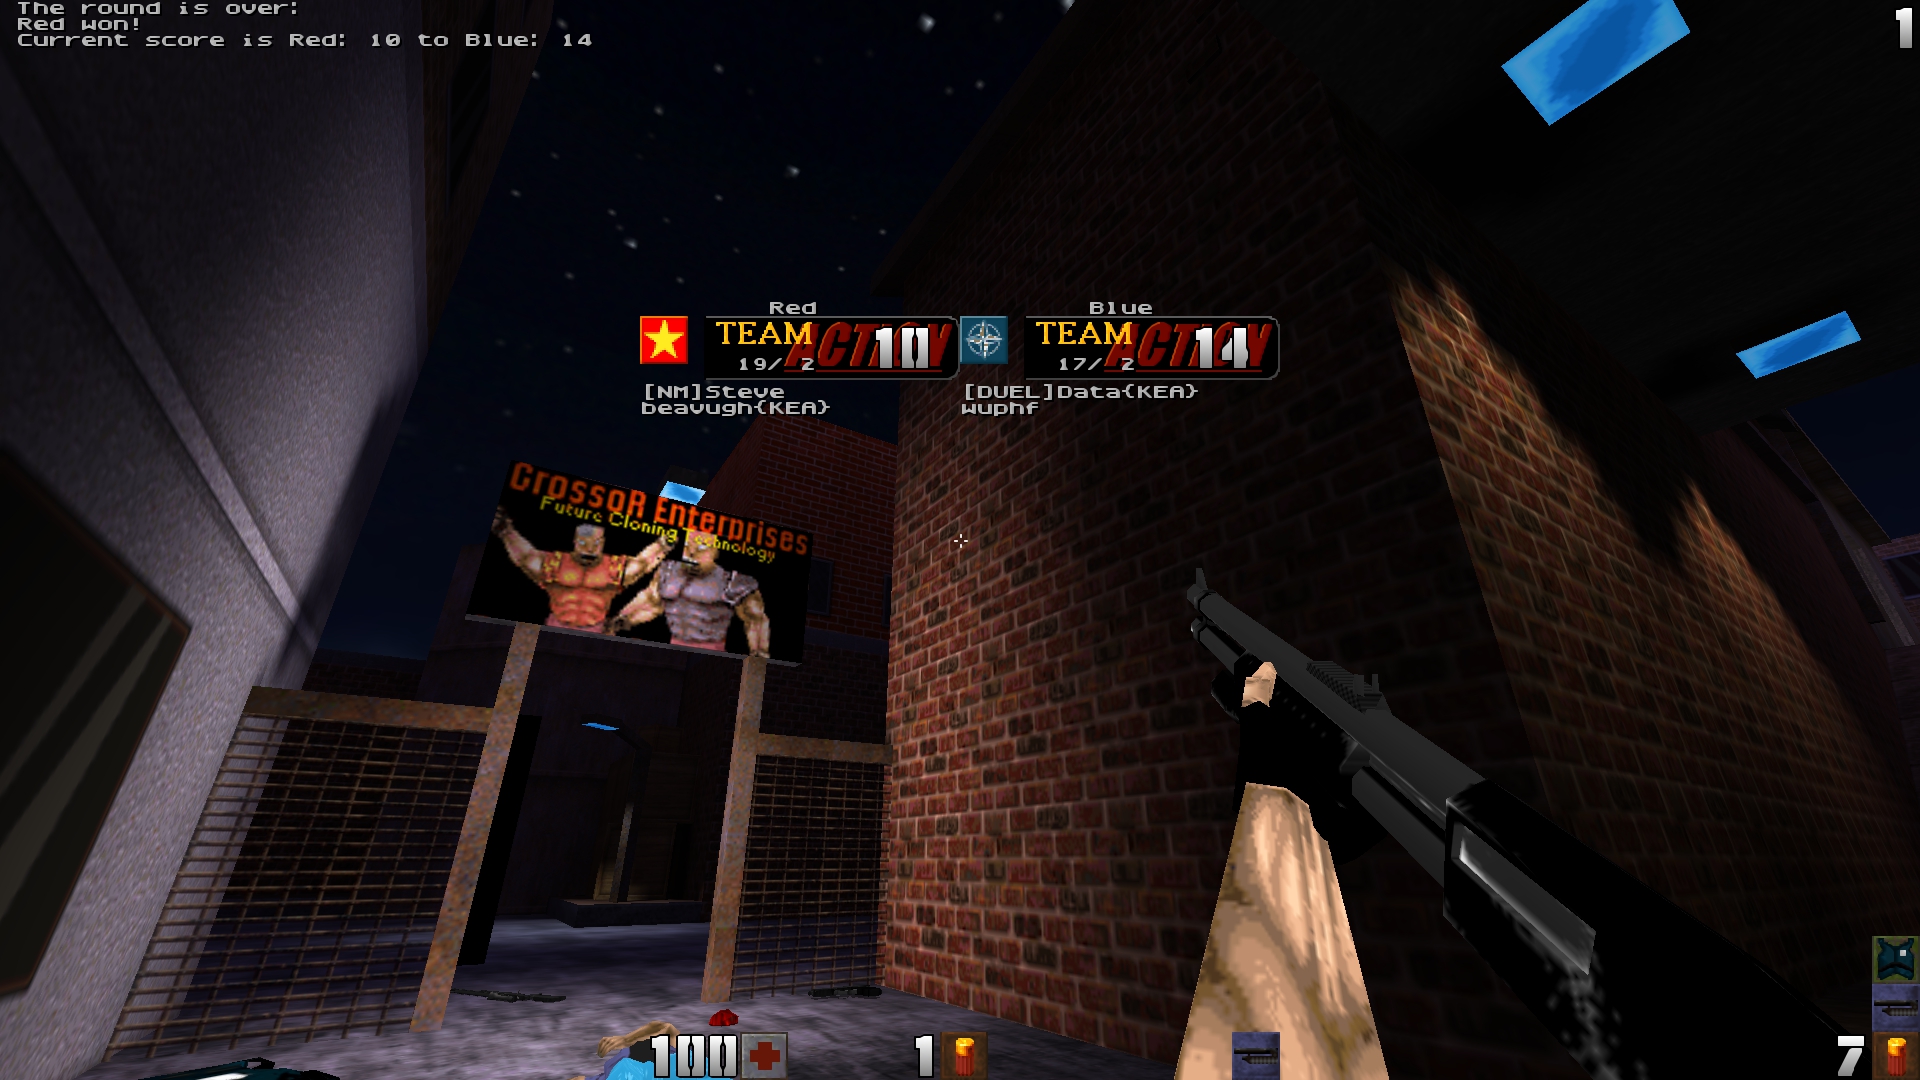 The round is over:
Red won!
Current score is Red: 10 to Blue: 14
1
Red
Blue
TEAM ACTION 10
TEAM ACTION 14
19/ 2
17/ 2
[NM]Steve
[DUEL]Data{KEA}
beavugh{KEA}
wuphf
CrossOR Enterprises
Future Cloning Technology
100
1
7